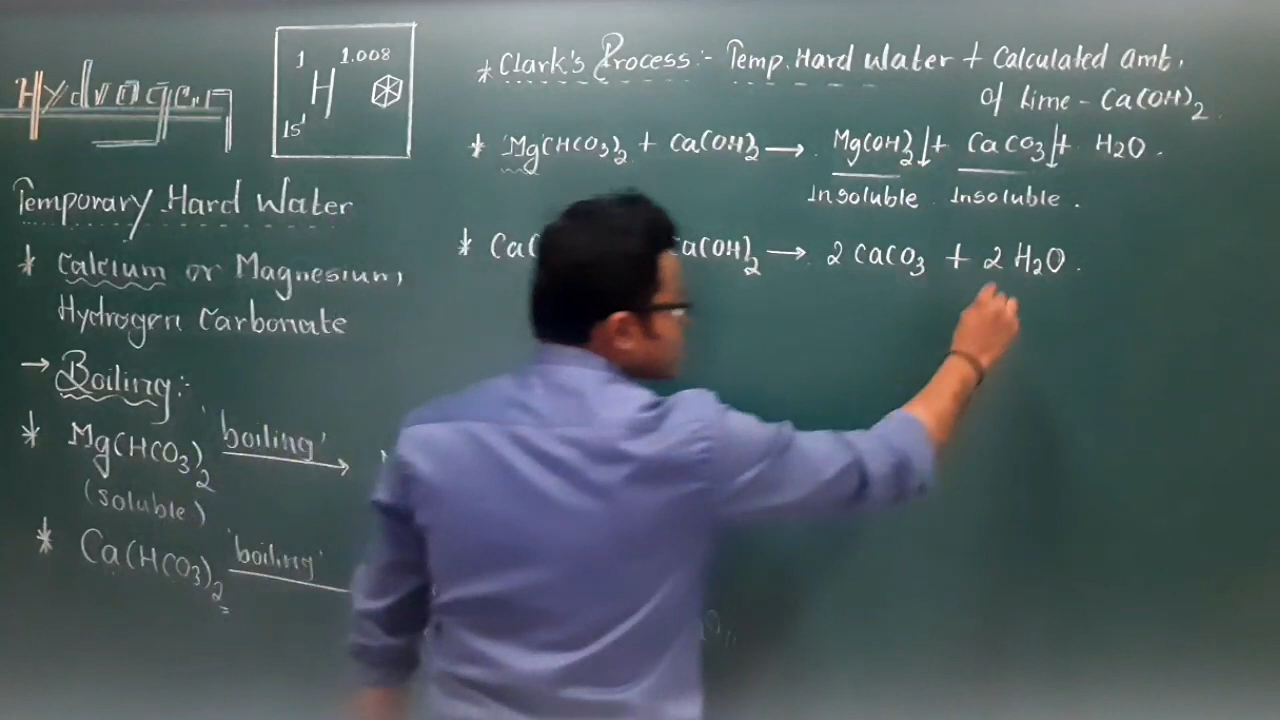 Hydrogen
1 1.008
H
1s¹
Temporary Hard Water
* Calcium or Magnesium,
Hydrogen Carbonate
→ Boiling:-
* Mg(HCO3)2 'boiling' →
(soluble)
* Ca(HCO3)2 'boiling'
* Clark's Process:- Temp. Hard Water + Calculated amt.
of lime - Ca(OH)2
* Mg(HCO3)2 + Ca(OH)2 → Mg(OH)2↓ + CaCO3↓ + H2O.
Insoluble Insoluble.
* Ca( Ca(OH)2 → 2 CaCO3 + 2 H2O.